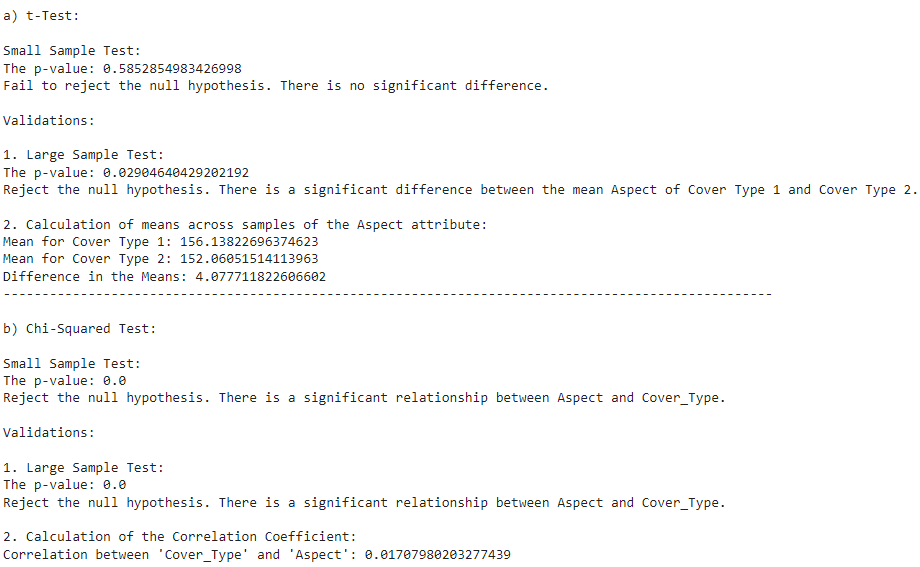 a) t-Test:
Small Sample Test:
The p-value: 0.5852854983426998
Fail to reject the null hypothesis. There is no significant difference.
Validations:
1. Large Sample Test:
The p-value: 0.02904640429202192
Reject the null hypothesis. There is a significant difference between the mean Aspect of Cover Type 1 and Cover Type 2.
2. Calculation of means across samples of the Aspect attribute:
Mean for Cover Type 1: 156.13822696374623
Mean for Cover Type 2: 152.06051514113963
Difference in the Means: 4.077711822606602
----------------------------------------------------------------------------------------------------
b) Chi-Squared Test:
Small Sample Test:
The p-value: 0.0
Reject the null hypothesis. There is a significant relationship between Aspect and Cover_Type.
Validations:
1. Large Sample Test:
The p-value: 0.0
Reject the null hypothesis. There is a significant relationship between Aspect and Cover_Type.
2. Calculation of the Correlation Coefficient:
Correlation between 'Cover_Type' and 'Aspect': 0.01707980203277439